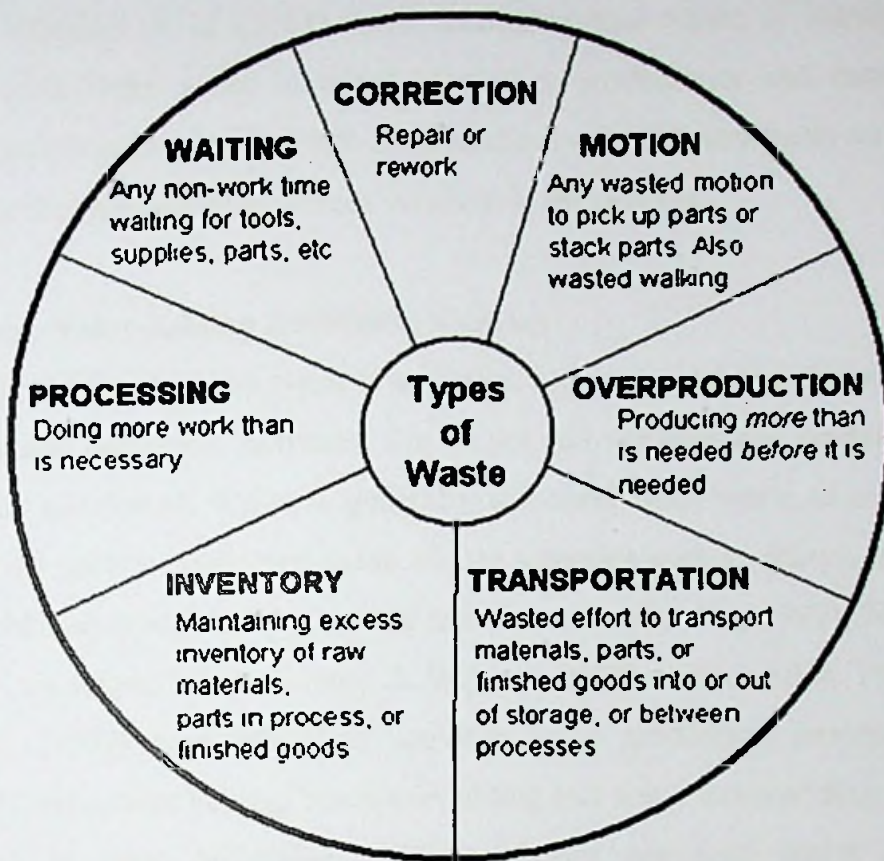 CORRECTION
Repair or
rework
MOTION
Any wasted motion
to pick up parts or
stack parts Also
wasted walking
OVERPRODUCTION
Producing more than
is needed before it is
needed
TRANSPORTATION
Wasted effort to transport
materials, parts, or
finished goods into or out
of storage, or between
processes
INVENTORY
Maintaining excess
inventory of raw
materials,
parts in process, or
finished goods
PROCESSING
Doing more work than
is necessary
WAITING
Any non-work time
waiting for tools,
supplies, parts, etc
Types
of
Waste